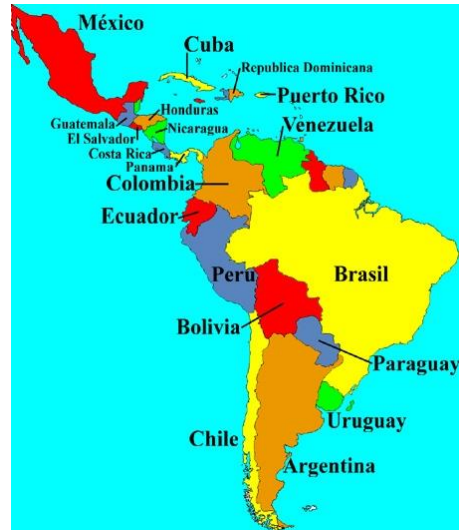 México
Cuba
Republica Dominicana
Puerto Rico
Honduras
Guatemala
Nicaragua
Venezuela
El Salvador
Costa Rica
Panama
Colombia
Ecuador
Peru
Brasil
Bolivia
Paraguay
Uruguay
Chile
Argentina